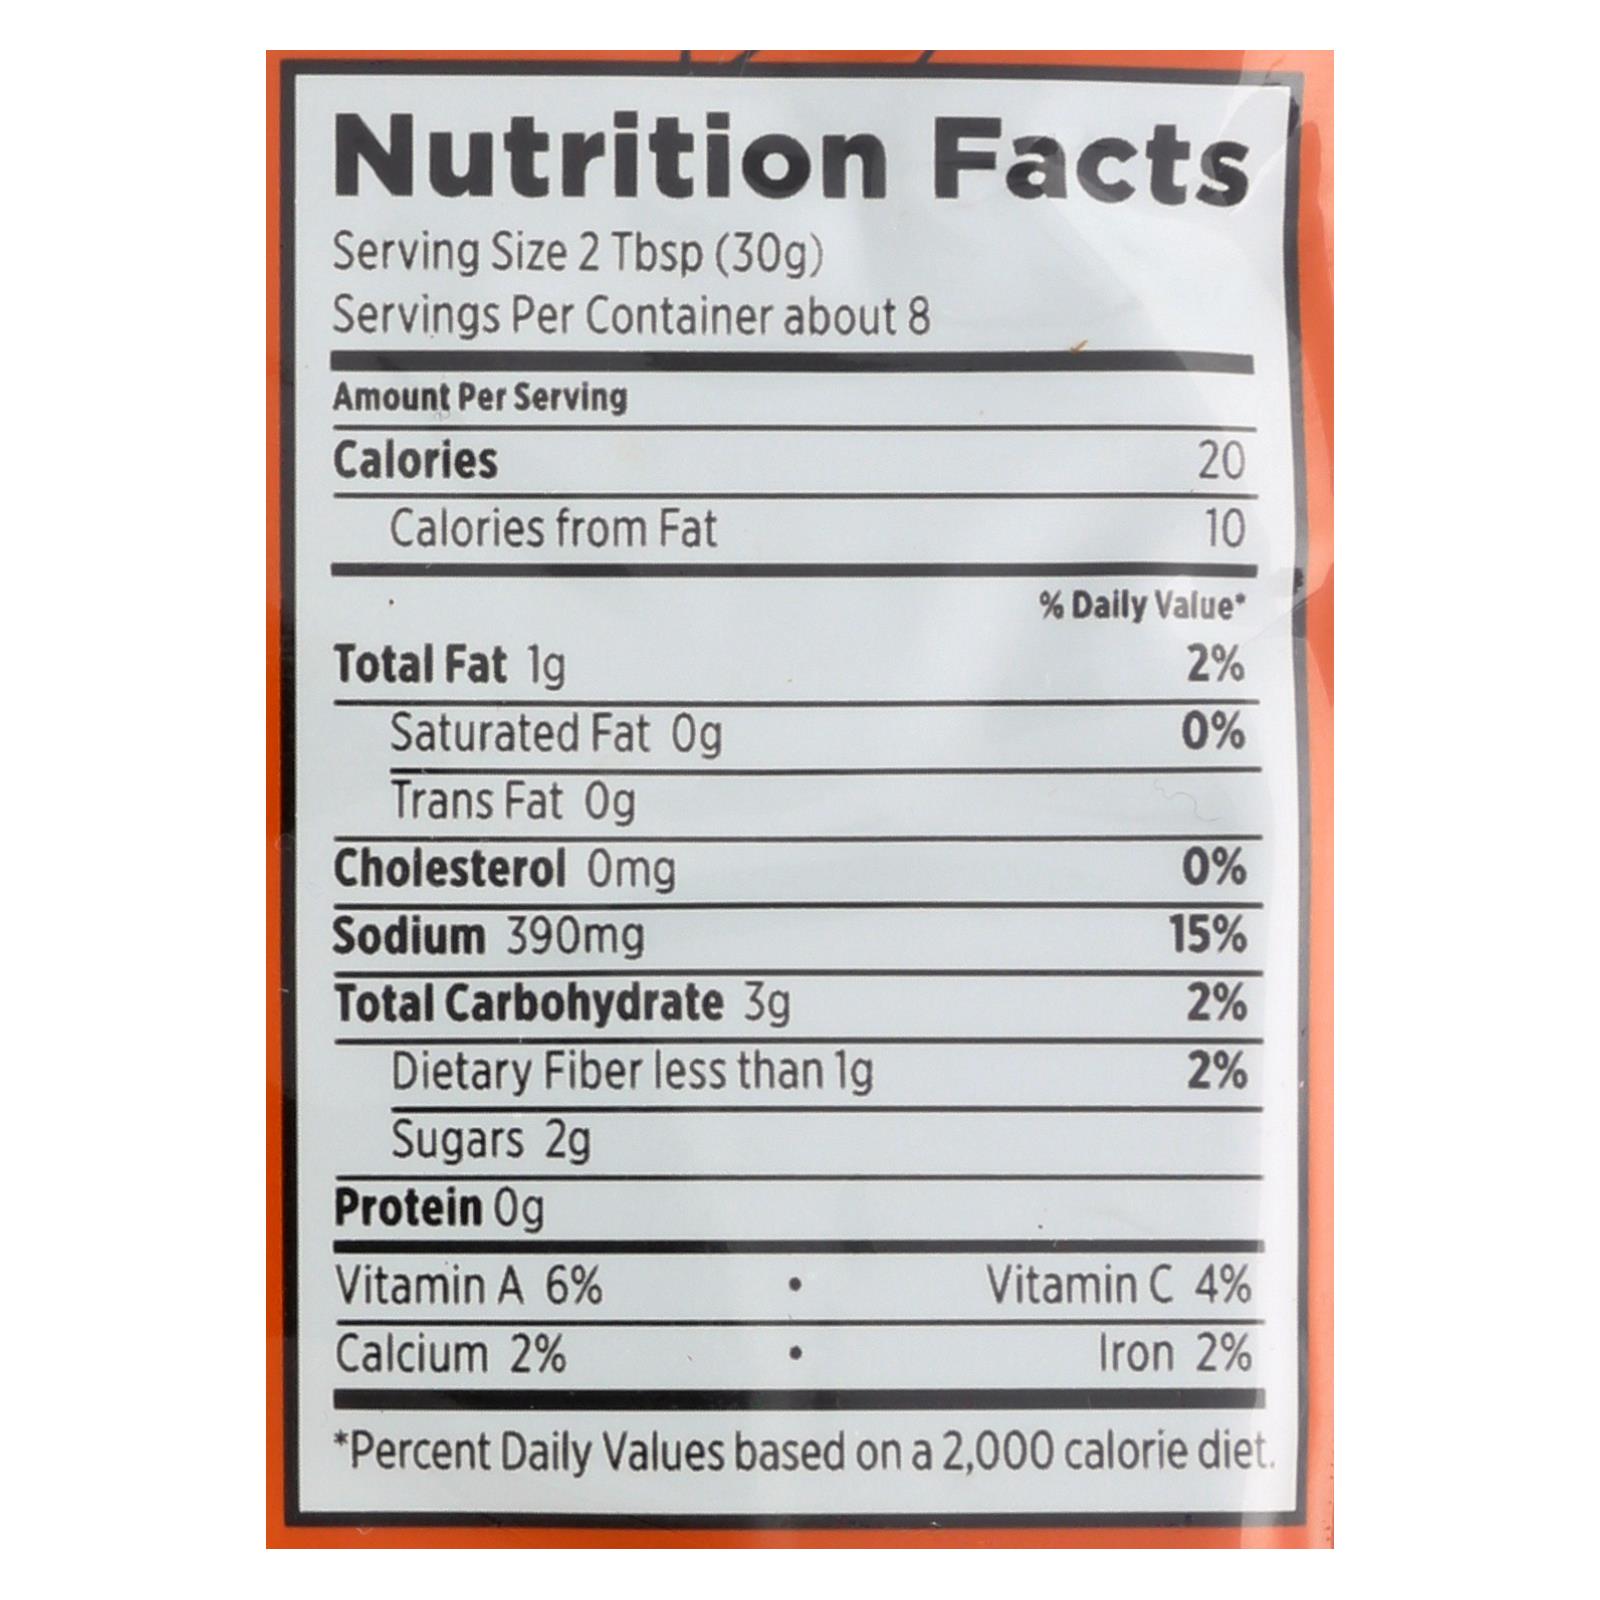 Nutrition Facts
Serving Size 2 Tbsp (30g)
Servings Per Container about 8
Amount Per Serving
Calories 20
Calories from Fat 10
% Daily Value*
Total Fat 1g 2%
Saturated Fat 0g 0%
Trans Fat 0g
Cholesterol 0mg 0%
Sodium 390mg 15%
Total Carbohydrate 3g 2%
Dietary Fiber less than 1g 2%
Sugars 2g
Protein 0g
Vitamin A 6% • Vitamin C 4%
Calcium 2% • Iron 2%
*Percent Daily Values based on a 2,000 calorie diet.